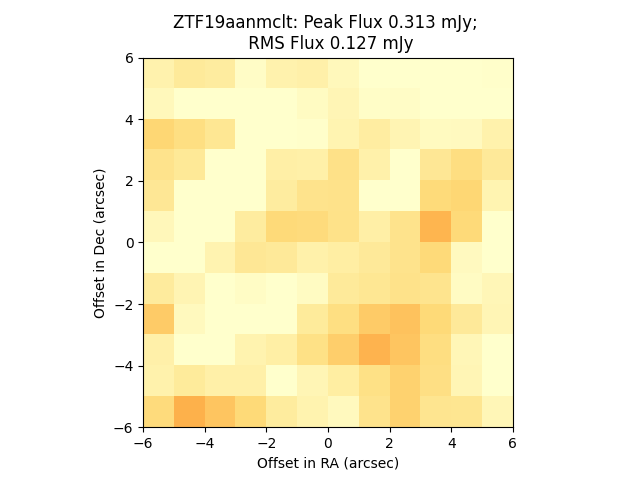 ZTF19aanmclt: Peak Flux 0.313 mJy;
RMS Flux 0.127 mJy
6
4
2
0
−2
−4
−6
Offset in Dec (arcsec)
−6 −4 −2 0 2 4 6
Offset in RA (arcsec)